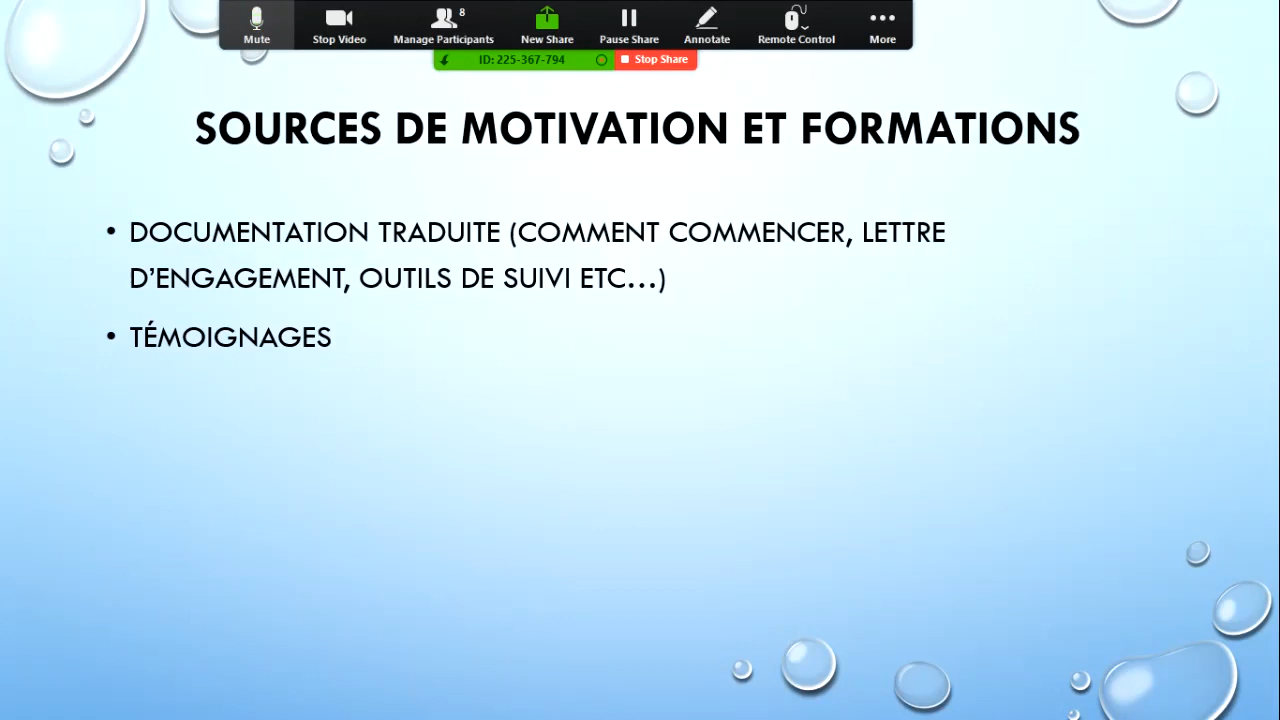 8
Mute
Stop Video
Manage Participants
New Share
Pause Share
Annotate
Remote Control
More
ID: 225-367-794
Stop Share
SOURCES DE MOTIVATION ET FORMATIONS
• DOCUMENTATION TRADUITE (COMMENT COMMENCER, LETTRE
D’ENGAGEMENT, OUTILS DE SUIVI ETC…)
• TÉMOIGNAGES